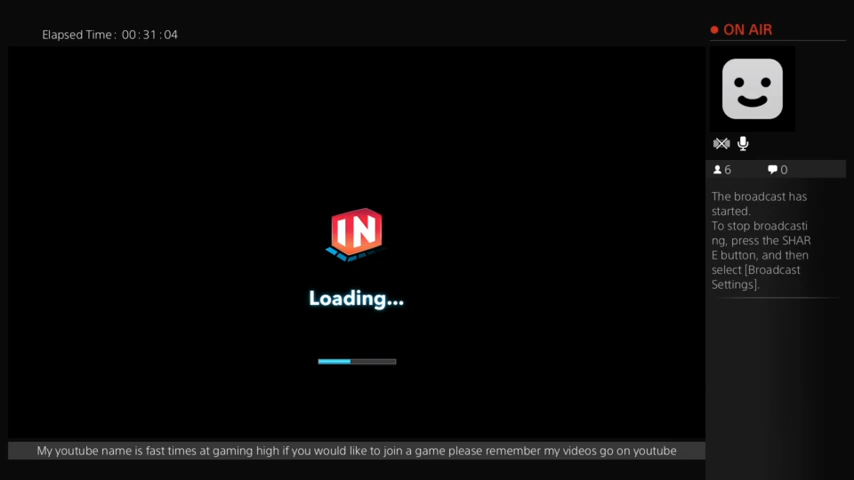 Elapsed Time: 00:31:04
ON AIR
6
0
The broadcast has
started.
To stop broadcasti
ng, press the SHAR
E button, and then
select [Broadcast
Settings].
IN
Loading...
My youtube name is fast times at gaming high if you would like to join a game please remember my videos go on youtube